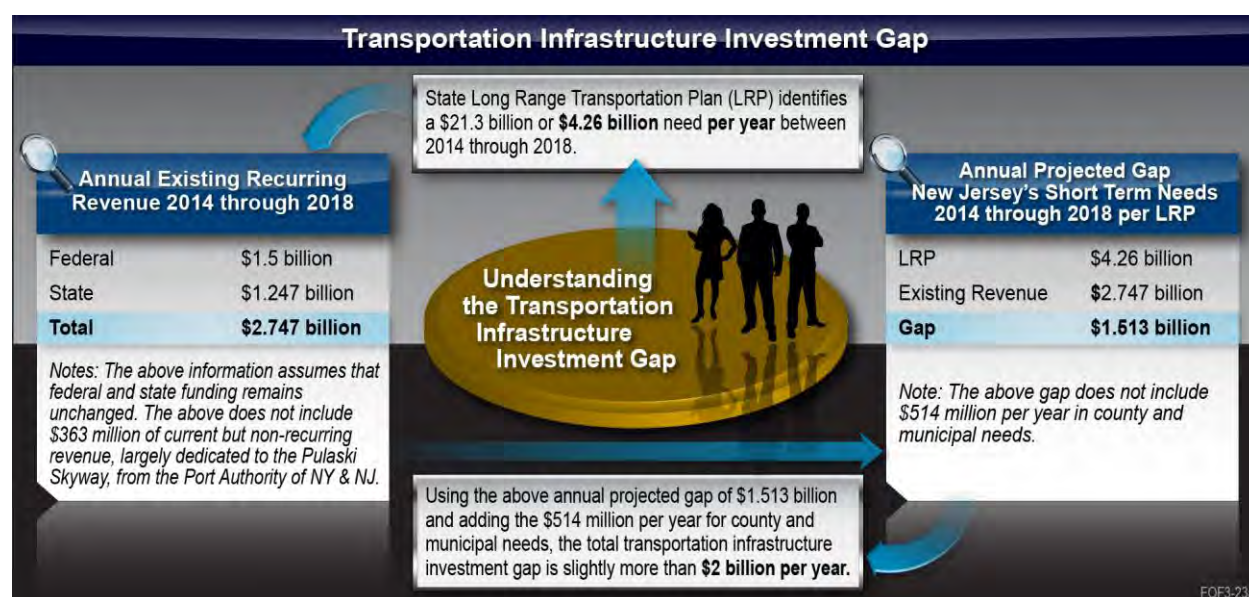 Transportation Infrastructure Investment Gap
State Long Range Transportation Plan (LRP) identifies
a $21.3 billion or $4.26 billion need per year between
2014 through 2018.
Annual Existing Recurring
Revenue 2014 through 2018
Federal $1.5 billion
State $1.247 billion
Total $2.747 billion
Notes: The above information assumes that
federal and state funding remains
unchanged. The above does not include
$363 million of current but non-recurring
revenue, largely dedicated to the Pulaski
Skyway, from the Port Authority of NY & NJ.
Understanding
the Transportation
Infrastructure
Investment Gap
Annual Projected Gap
New Jersey's Short Term Needs
2014 through 2018 per LRP
LRP $4.26 billion
Existing Revenue $2.747 billion
Gap $1.513 billion
Note: The above gap does not include
$514 million per year in county and
municipal needs.
Using the above annual projected gap of $1.513 billion
and adding the $514 million per year for county and
municipal needs, the total transportation infrastructure
investment gap is slightly more than $2 billion per year.
FOF3-23